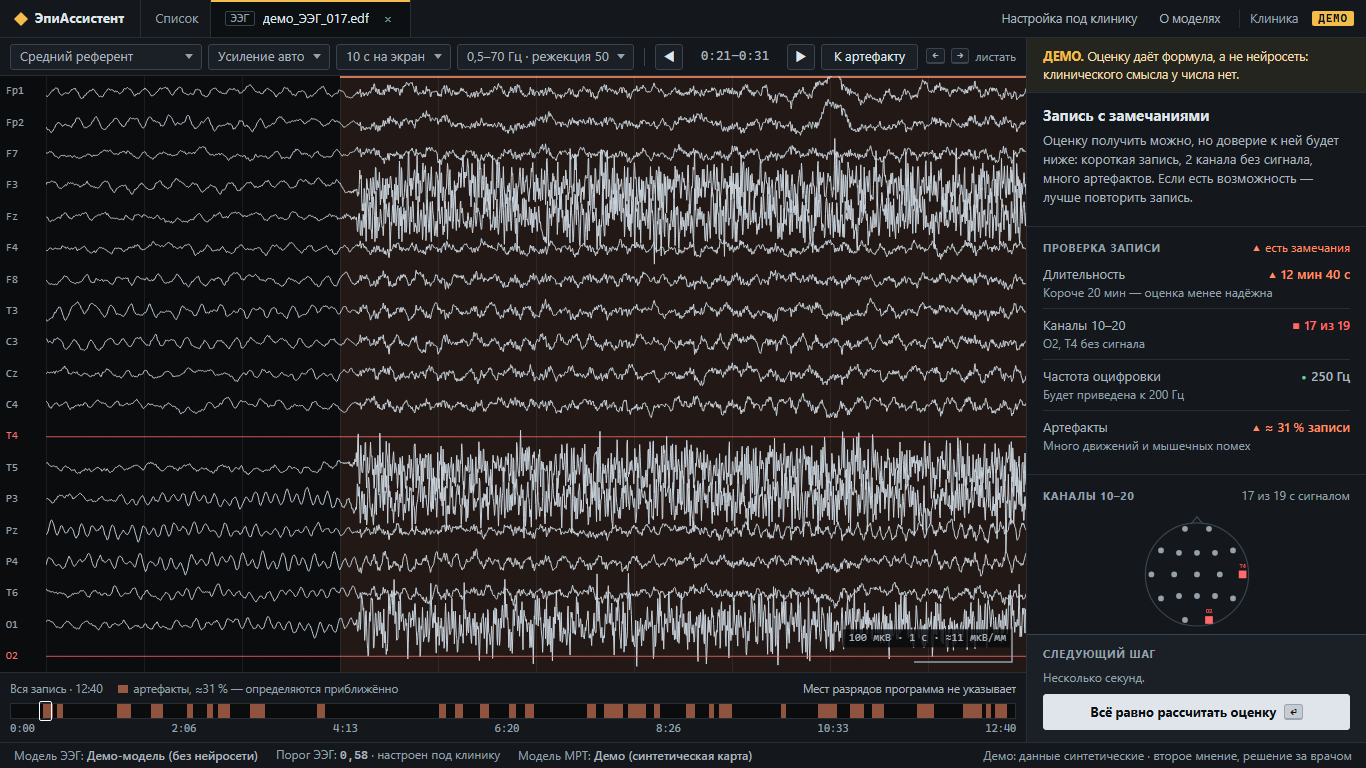 ЭпиАссистент Список ЭЭГ демо_ЭЭГ_017.edf × Настройка под клинику О моделях Клиника ДЕМО
Средний референт Усиление авто 10 с на экран 0,5–70 Гц · режекция 50 ◀ 0:21–0:31 ▶ К артефакту ← → листать
Fp1
Fp2
F7
F3
Fz
F4
F8
T3
C3
Cz
C4
T4
T5
P3
Pz
P4
T6
O1
O2
100 мкВ · 1 с · ≈11 мкВ/мм
Вся запись · 12:40 артефакты, ≈31 % — определяются приближённо Мест разрядов программа не указывает
0:00 2:06 4:13 6:20 8:26 10:33 12:40
ДЕМО. Оценку даёт формула, а не нейросеть:
клинического смысла у числа нет.
Запись с замечаниями
Оценку получить можно, но доверие к ней будет
ниже: короткая запись, 2 канала без сигнала,
много артефактов. Если есть возможность —
лучше повторить запись.
ПРОВЕРКА ЗАПИСИ ▲ есть замечания
Длительность ▲ 12 мин 40 с
Короче 20 мин — оценка менее надёжна
Каналы 10–20 ■ 17 из 19
O2, T4 без сигнала
Частота оцифровки • 250 Гц
Будет приведена к 200 Гц
Артефакты ▲ ≈ 31 % записи
Много движений и мышечных помех
КАНАЛЫ 10–20 17 из 19 с сигналом
T4
O2
СЛЕДУЮЩИЙ ШАГ
Несколько секунд.
Всё равно рассчитать оценку ↵
Модель ЭЭГ: Демо-модель (без нейросети) Порог ЭЭГ: 0,58 · настроен под клинику Модель МРТ: Демо (синтетическая карта) Демо: данные синтетические · второе мнение, решение за врачом